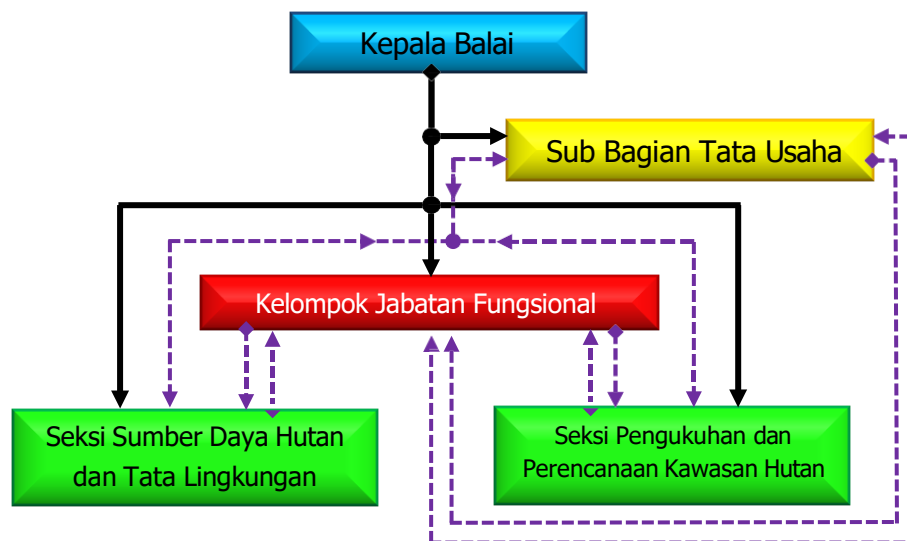 Kepala Balai
Sub Bagian Tata Usaha
Kelompok Jabatan Fungsional
Seksi Sumber Daya Hutan
dan Tata Lingkungan
Seksi Pengukuhan dan
Perencanaan Kawasan Hutan